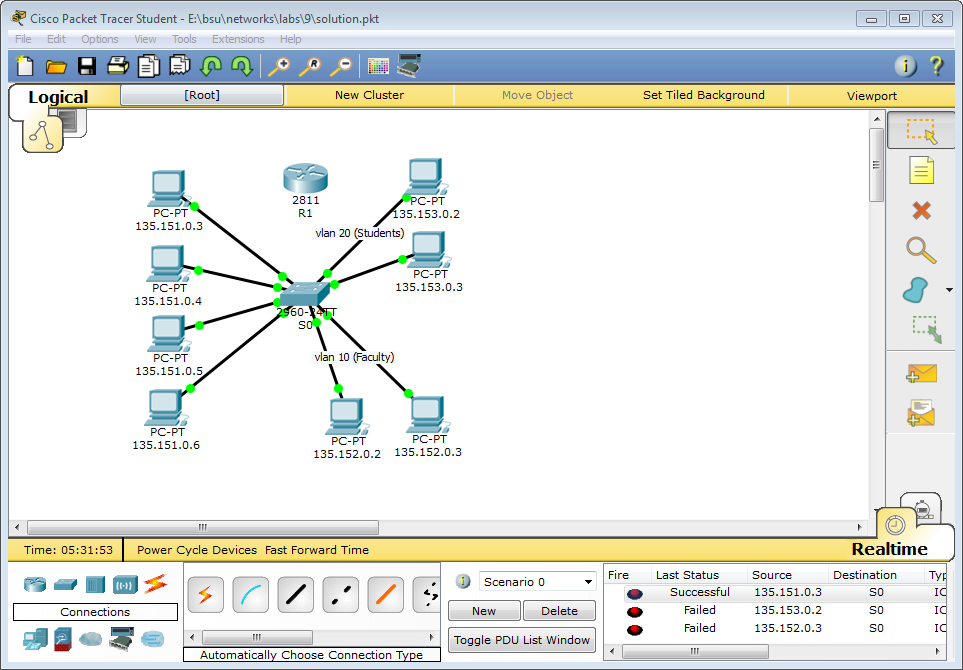 Cisco Packet Tracer Student - E:\bsu\networks\labs\9\solution.pkt
File Edit Options View Tools Extensions Help
Logical [Root] New Cluster Move Object Set Tiled Background Viewport
PC-PT
135.151.0.3
2811
R1
PC-PT
135.153.0.2
vlan 20 (Students)
PC-PT
135.151.0.4
PC-PT
135.153.0.3
2960-24TT
S0
PC-PT
135.151.0.5
vlan 10 (Faculty)
PC-PT
135.151.0.6
PC-PT
135.152.0.2
PC-PT
135.152.0.3
Time: 05:31:53 Power Cycle Devices Fast Forward Time
Realtime
Connections
Automatically Choose Connection Type
Scenario 0
New Delete
Toggle PDU List Window
Fire Last Status Source Destination Typ
Successful 135.151.0.3 S0 IC
Failed 135.153.0.2 S0 IC
Failed 135.152.0.3 S0 IC